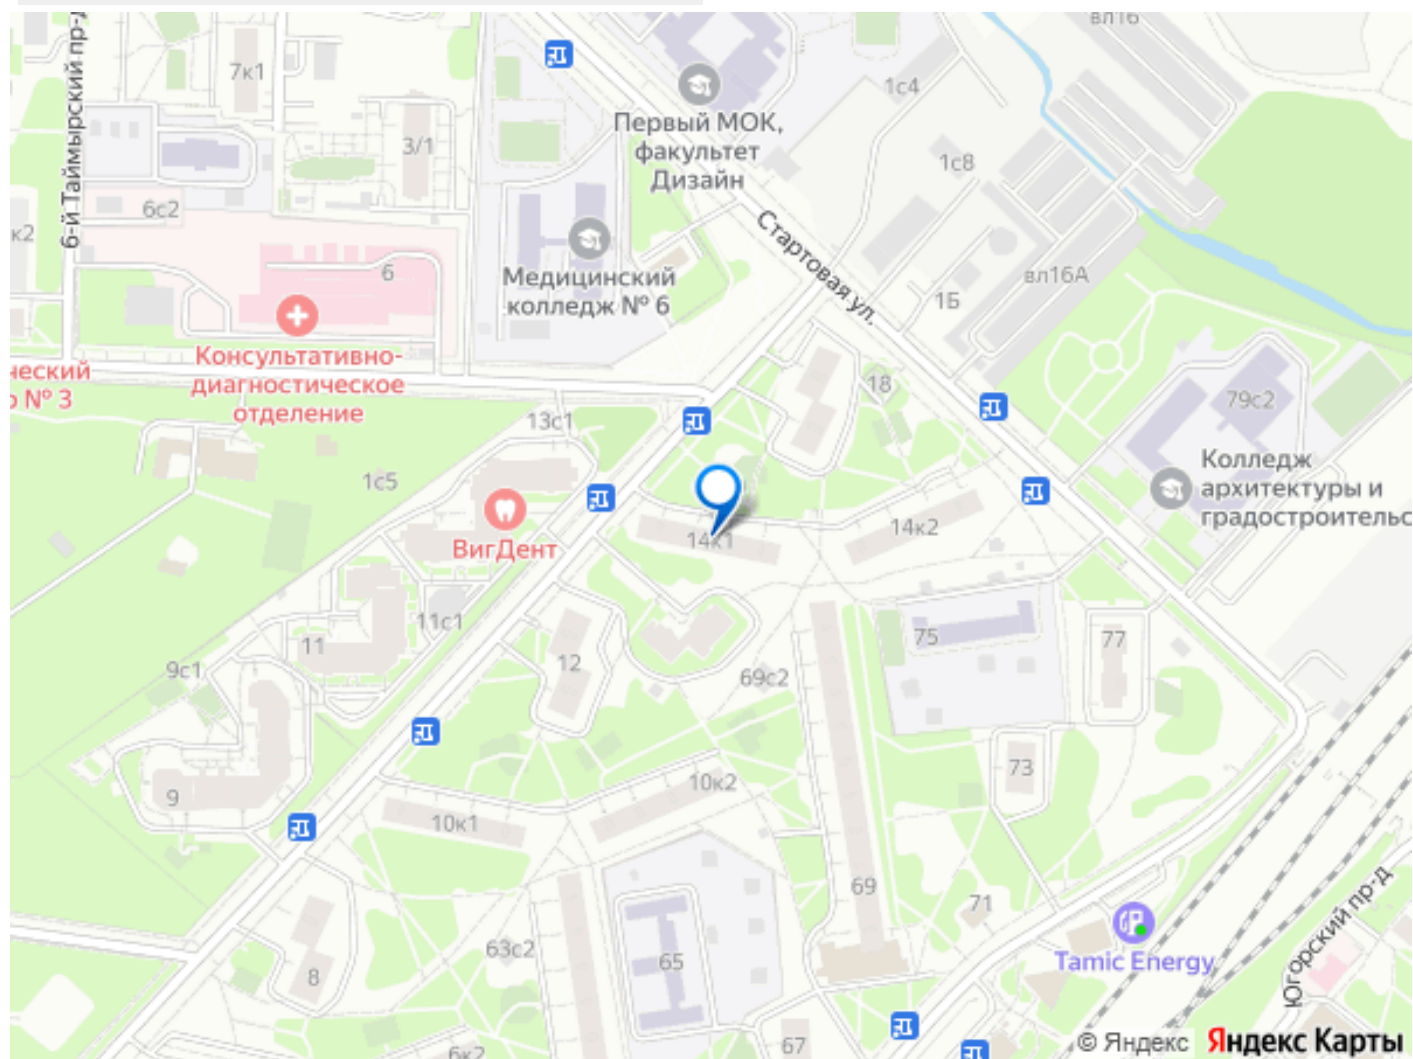 вл16
7к1
1с4
Первый МОК,
факультет
Дизайн
3/1
1с8
6-й Таймырский пр-д
6с2
к2
Стартовая ул.
Медицинский
колледж № 6
6
вл16А
1Б
Консультативно-
диагностическое
отделение
ческий
№ 3
18
79с2
13с1
1с5
Колледж
архитектуры и
градостроительс
ВигДент
14к1
14к2
11с1
11
12
75
77
9с1
69с2
9
10к2
73
10к1
69
71
63с2
65
8
Tamic Energy
Югорский пр-д
67
6к2
© Яндекс Яндекс Карты